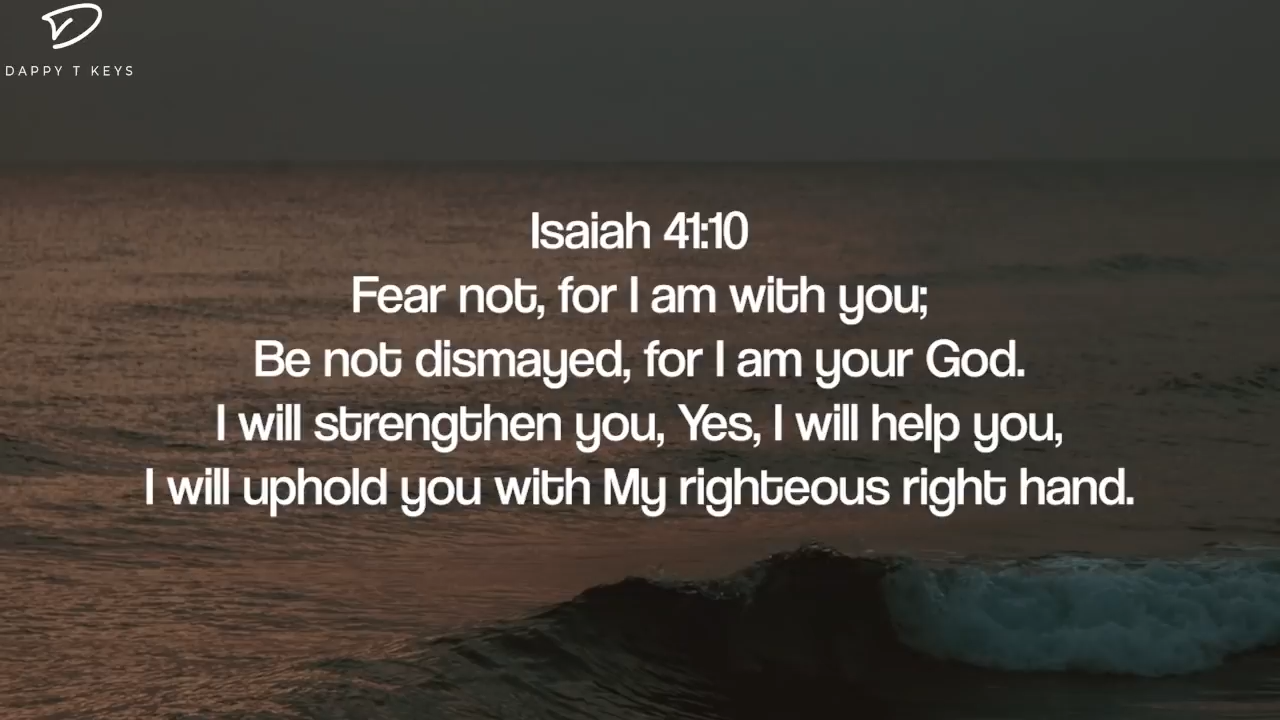 DAPPY T KEYS
Isaiah 41:10
Fear not, for I am with you;
Be not dismayed, for I am your God.
I will strengthen you, Yes, I will help you,
I will uphold you with My righteous right hand.